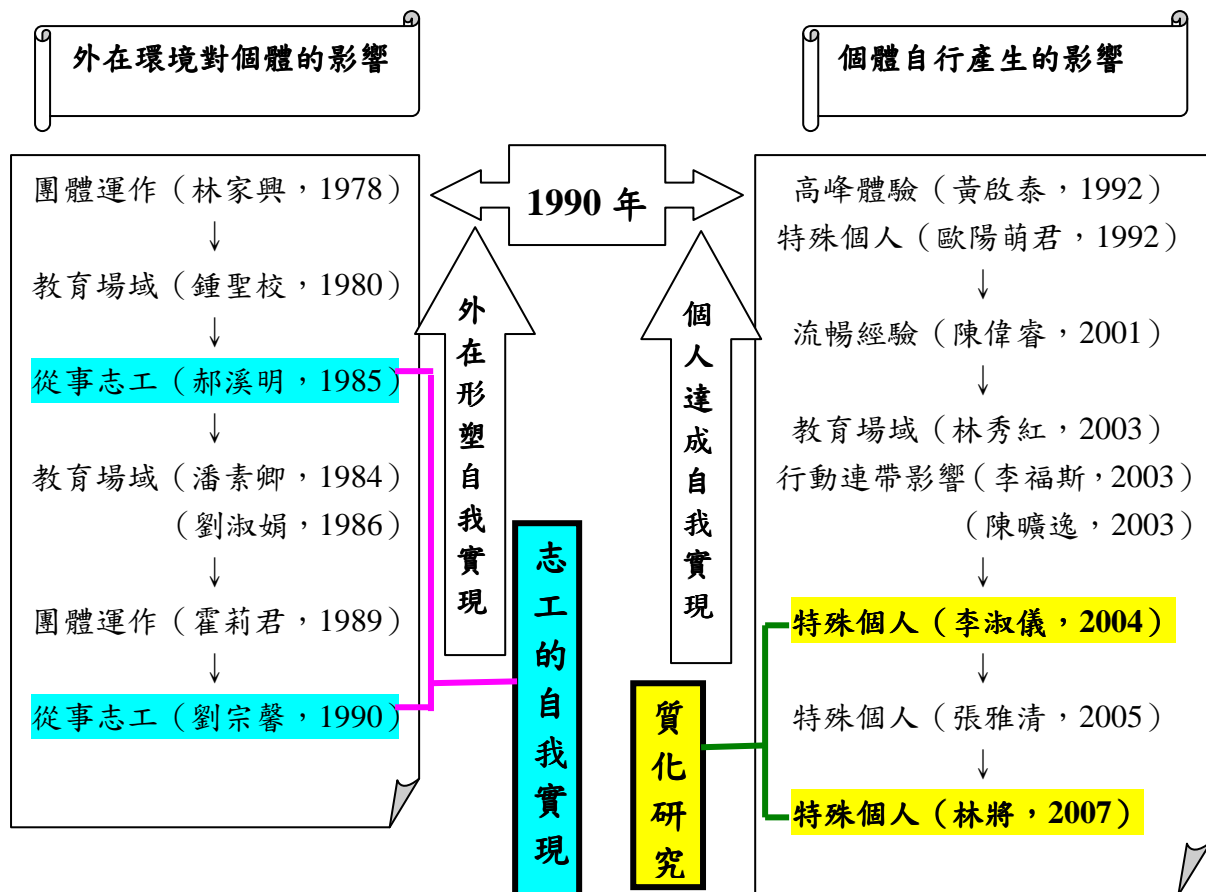 外在環境對個體的影響
個體自行產生的影響
團體運作（林家興，1978）
↓
教育場域（鍾聖校，1980）
↓
從事志工（郝溪明，1985）
↓
教育場域（潘素卿，1984）
（劉淑娟，1986）
↓
團體運作（霍莉君，1989）
↓
從事志工（劉宗馨，1990）
1990 年
外在形塑自我實現
個人達成自我實現
志工的自我實現
質化研究
高峰體驗（黃啟泰，1992）
特殊個人（歐陽萌君，1992）
↓
流暢經驗（陳偉睿，2001）
↓
教育場域（林秀紅，2003）
行動連帶影響（李福斯，2003）
（陳曠逸，2003）
↓
特殊個人（李淑儀，2004）
↓
特殊個人（張雅清，2005）
↓
特殊個人（林將，2007）